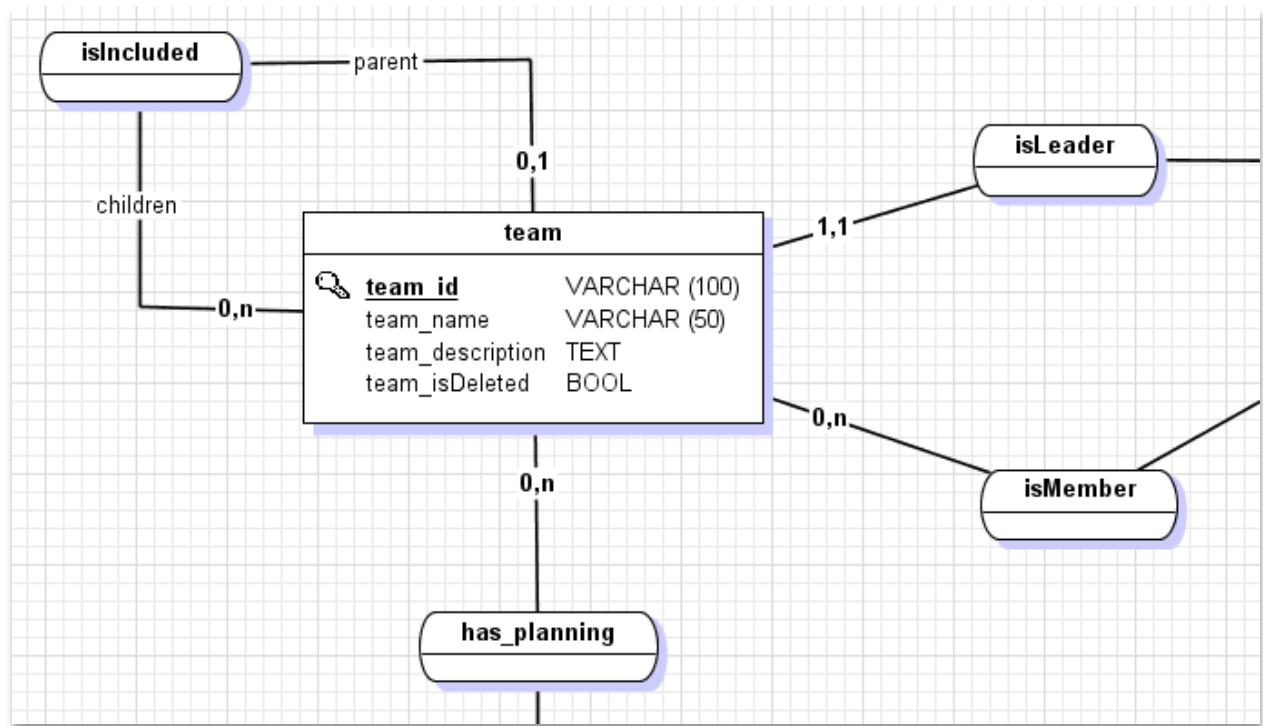 isIncluded
parent
0,1
children
0,n
isLeader
1,1
team
team_id VARCHAR (100)
team_name VARCHAR (50)
team_description TEXT
team_isDeleted BOOL
0,n
isMember
0,n
has_planning